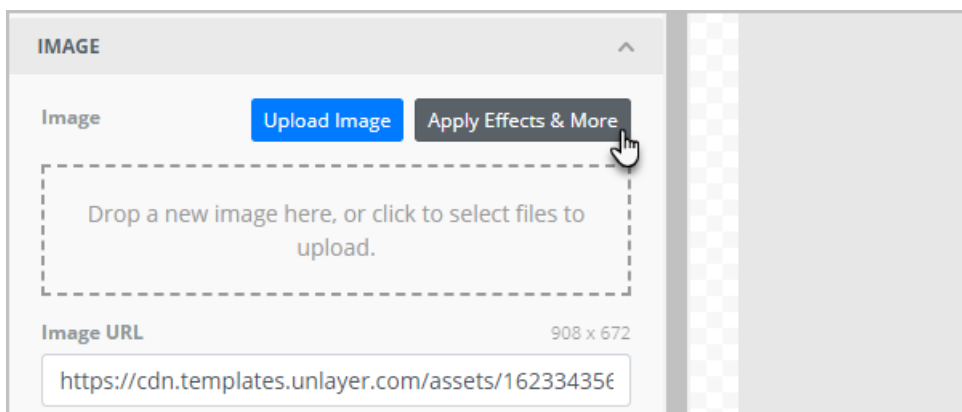 IMAGE
Image
Upload Image
Apply Effects & More
Drop a new image here, or click to select files to
upload.
Image URL
908 x 672
https://cdn.templates.unlayer.com/assets/162334356